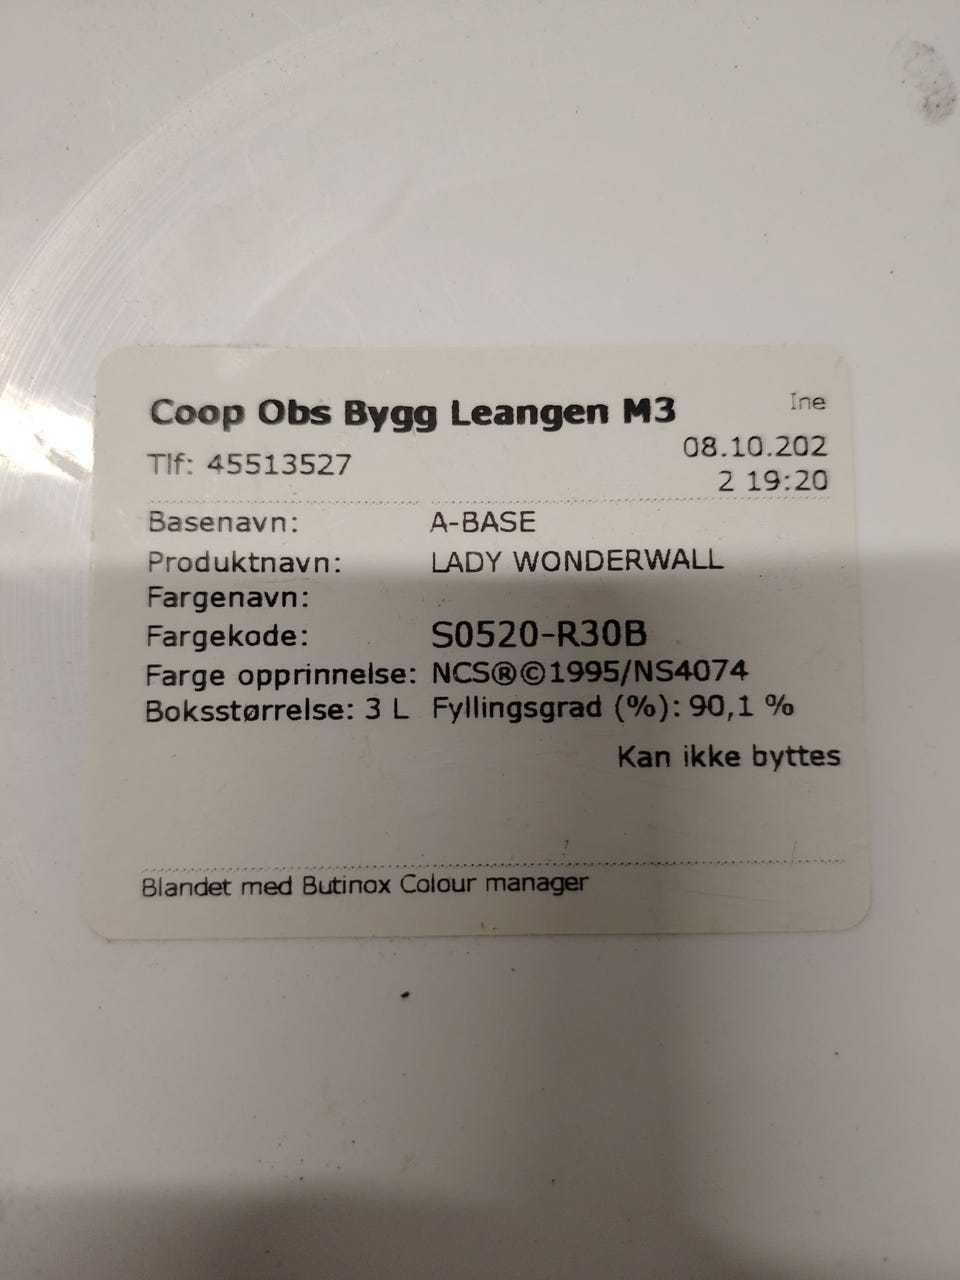 Coop Obs Bygg Leangen M3
Ine
Tlf: 45513527
08.10.202
2 19:20
Basenavn: A-BASE
Produktnavn: LADY WONDERWALL
Fargenavn:
Fargekode: S0520-R30B
Farge opprinnelse: NCS®©1995/NS4074
Boksstørrelse: 3 L Fyllingsgrad (%): 90,1 %
Kan ikke byttes
Blandet med Butinox Colour manager